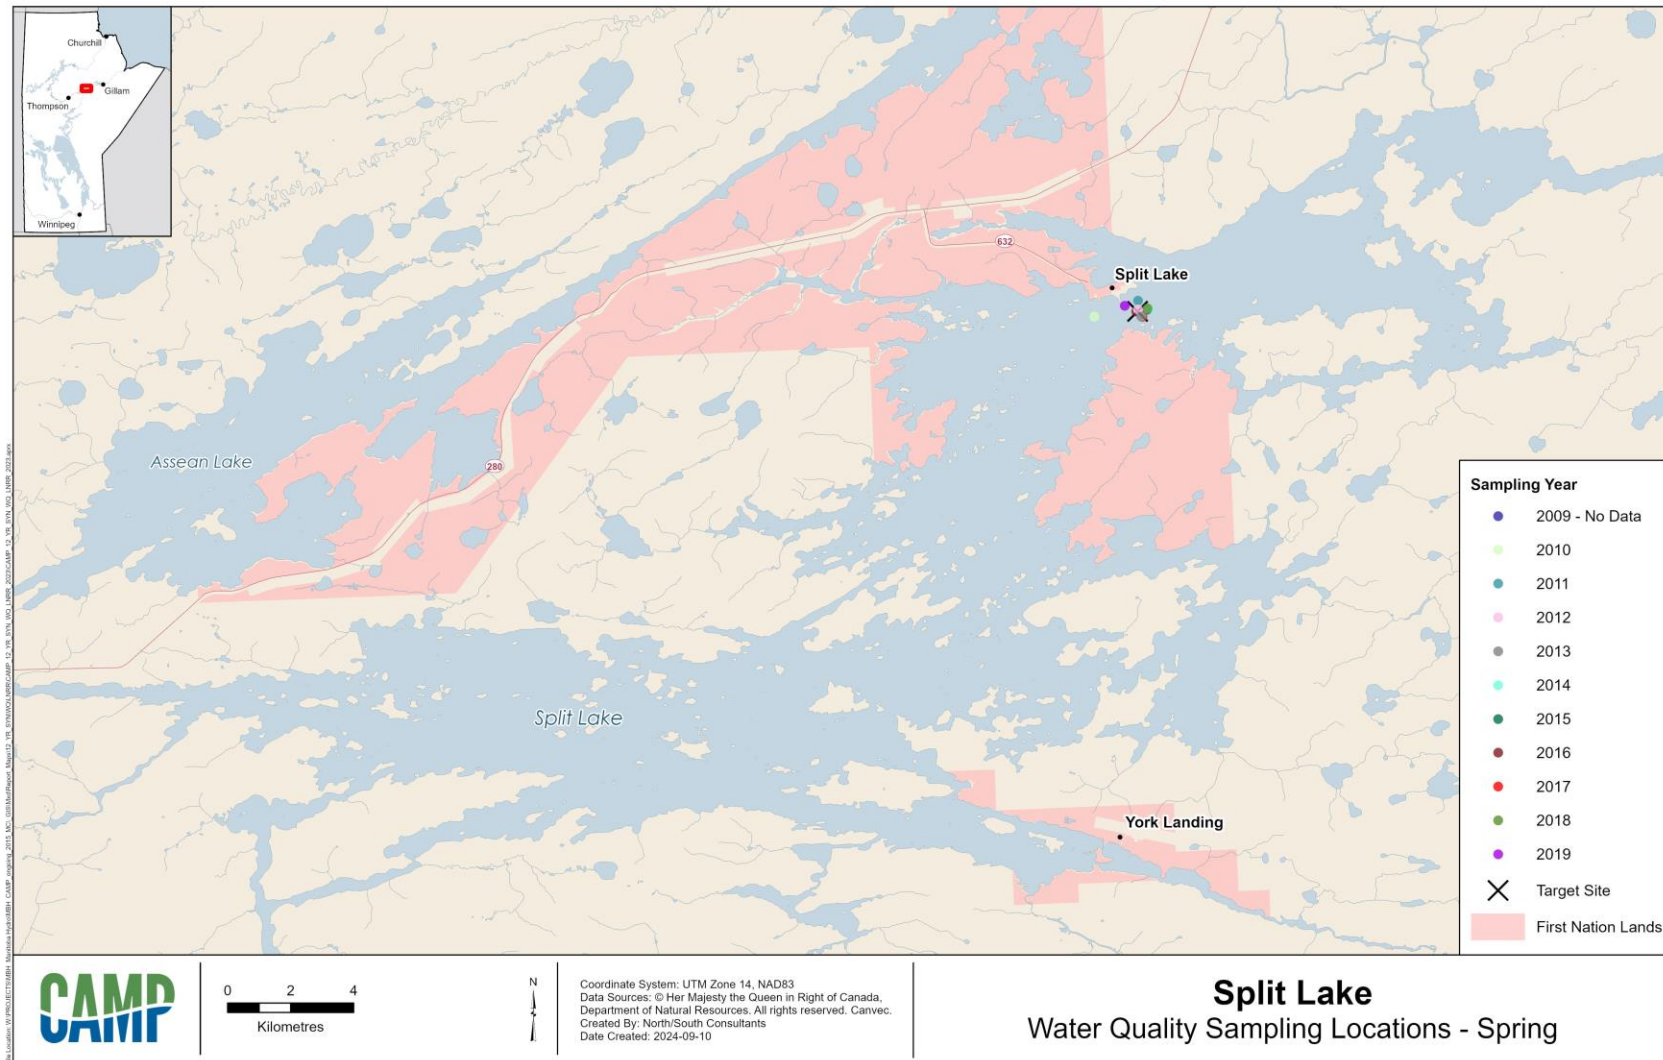 Churchill
Gillam
Thompson
Winnipeg
632
Split Lake
Assean Lake
280
Split Lake
York Landing
Sampling Year
2009 - No Data
2010
2011
2012
2013
2014
2015
2016
2017
2018
2019
Target Site
First Nation Lands
CAMP
0 2 4
Kilometres
N
Coordinate System: UTM Zone 14, NAD83
Data Sources: © Her Majesty the Queen in Right of Canada,
Department of Natural Resources. All rights reserved. Canvec.
Created By: North/South Consultants
Date Created: 2024-09-10
Split Lake
Water Quality Sampling Locations - Spring